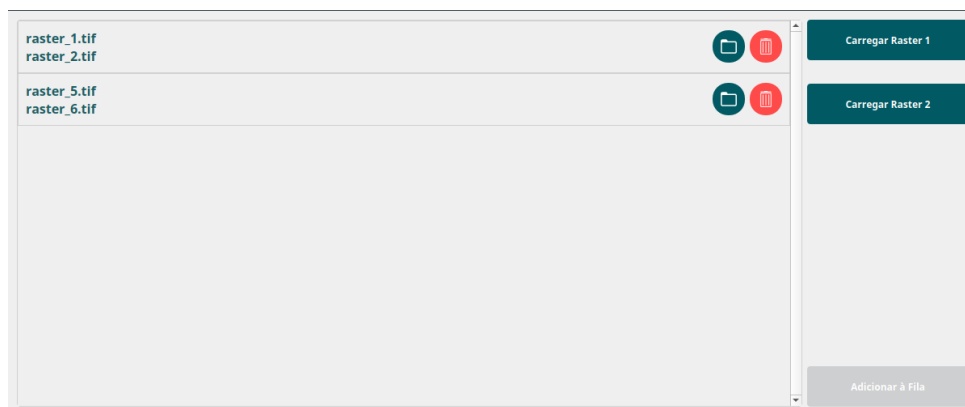 raster_1.tif
raster_2.tif
raster_5.tif
raster_6.tif
Carregar Raster 1
Carregar Raster 2
Adicionar à Fila